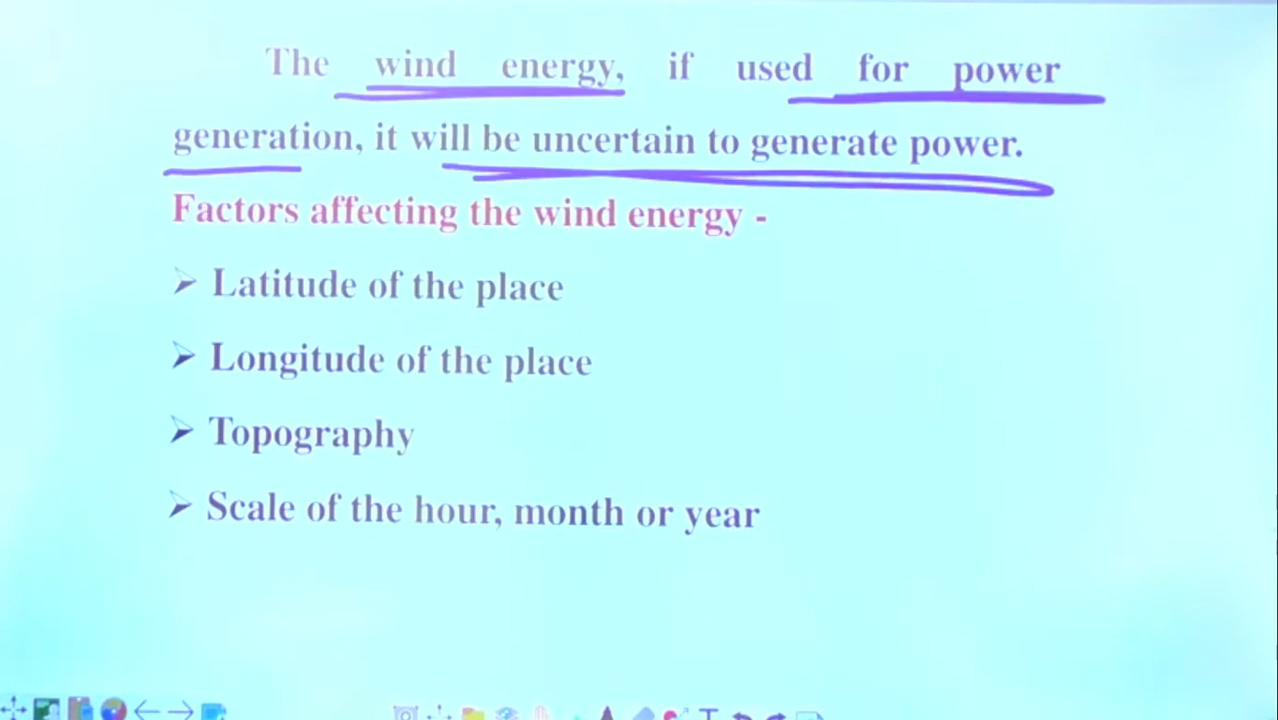 The wind energy, if used for power
generation, it will be uncertain to generate power.
Factors affecting the wind energy -
➢ Latitude of the place
➢ Longitude of the place
➢ Topography
➢ Scale of the hour, month or year